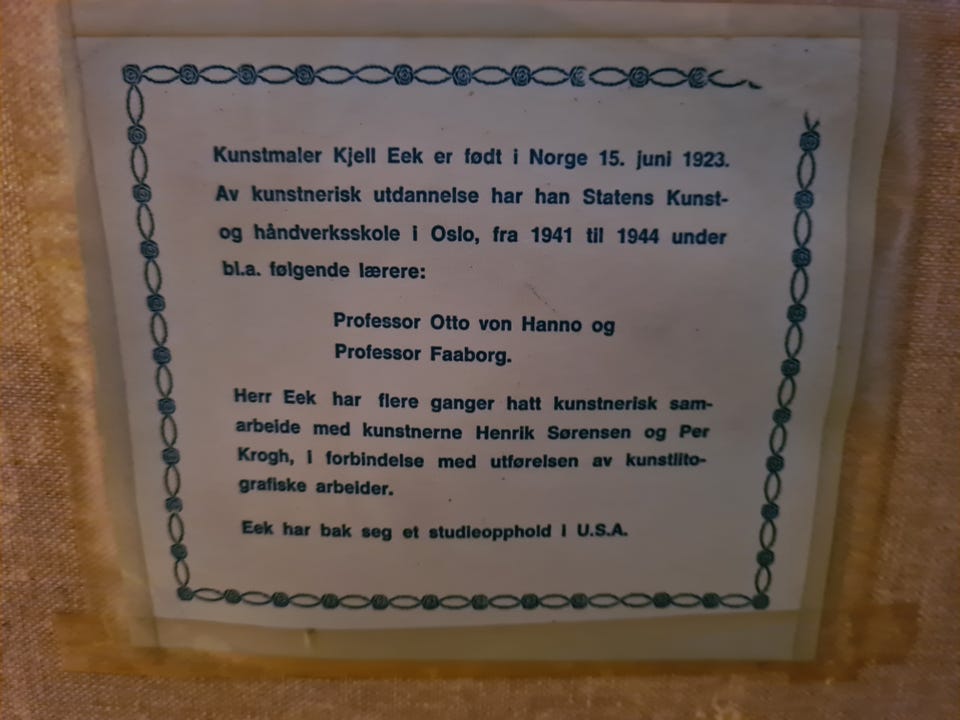 Kunstmaler Kjell Eek er født i Norge 15. juni 1923.
Av kunstnerisk utdannelse har han Statens Kunst-
og håndverksskole i Oslo, fra 1941 til 1944 under
bl.a. følgende lærere:
Professor Otto von Hanno og
Professor Faaborg.
Herr Eek har flere ganger hatt kunstnerisk sam-
arbeide med kunstnerne Henrik Sørensen og Per
Krogh, i forbindelse med utførelsen av kunstlito-
grafiske arbeider.
Eek har bak seg et studieopphold i U.S.A.